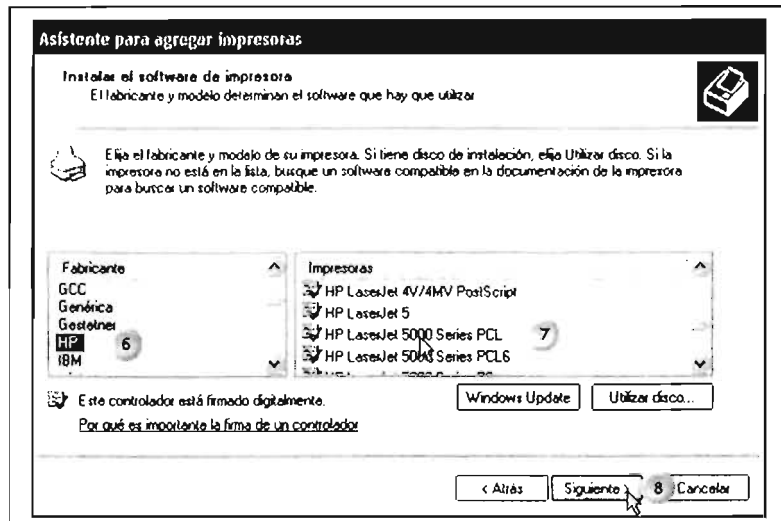 Asistente para agregar impresoras
Instalar el software de impresora
El fabricante y modelo determinan el software que hay que utilizar
Elija el fabricante y modelo de su impresora. Si tiene disco de instalación, elija Utilizar disco. Si la
impresora no está en la lista, busque un software compatible en la documentación de la impresora
para buscar un software compatible.
Fabricante
GCC
Genérica
Gestetner
HP 6
IBM
Impresoras
HP LaserJet 4V/4MV PostScript
HP LaserJet 5
HP LaserJet 5000 Series PCL 7
HP LaserJet 5000 Series PCL6
Este controlador está firmado digitalmente.
Por qué es importante la firma de un controlador
Windows Update
Utilizar disco...
< Atrás
Siguiente > 8
Cancelar